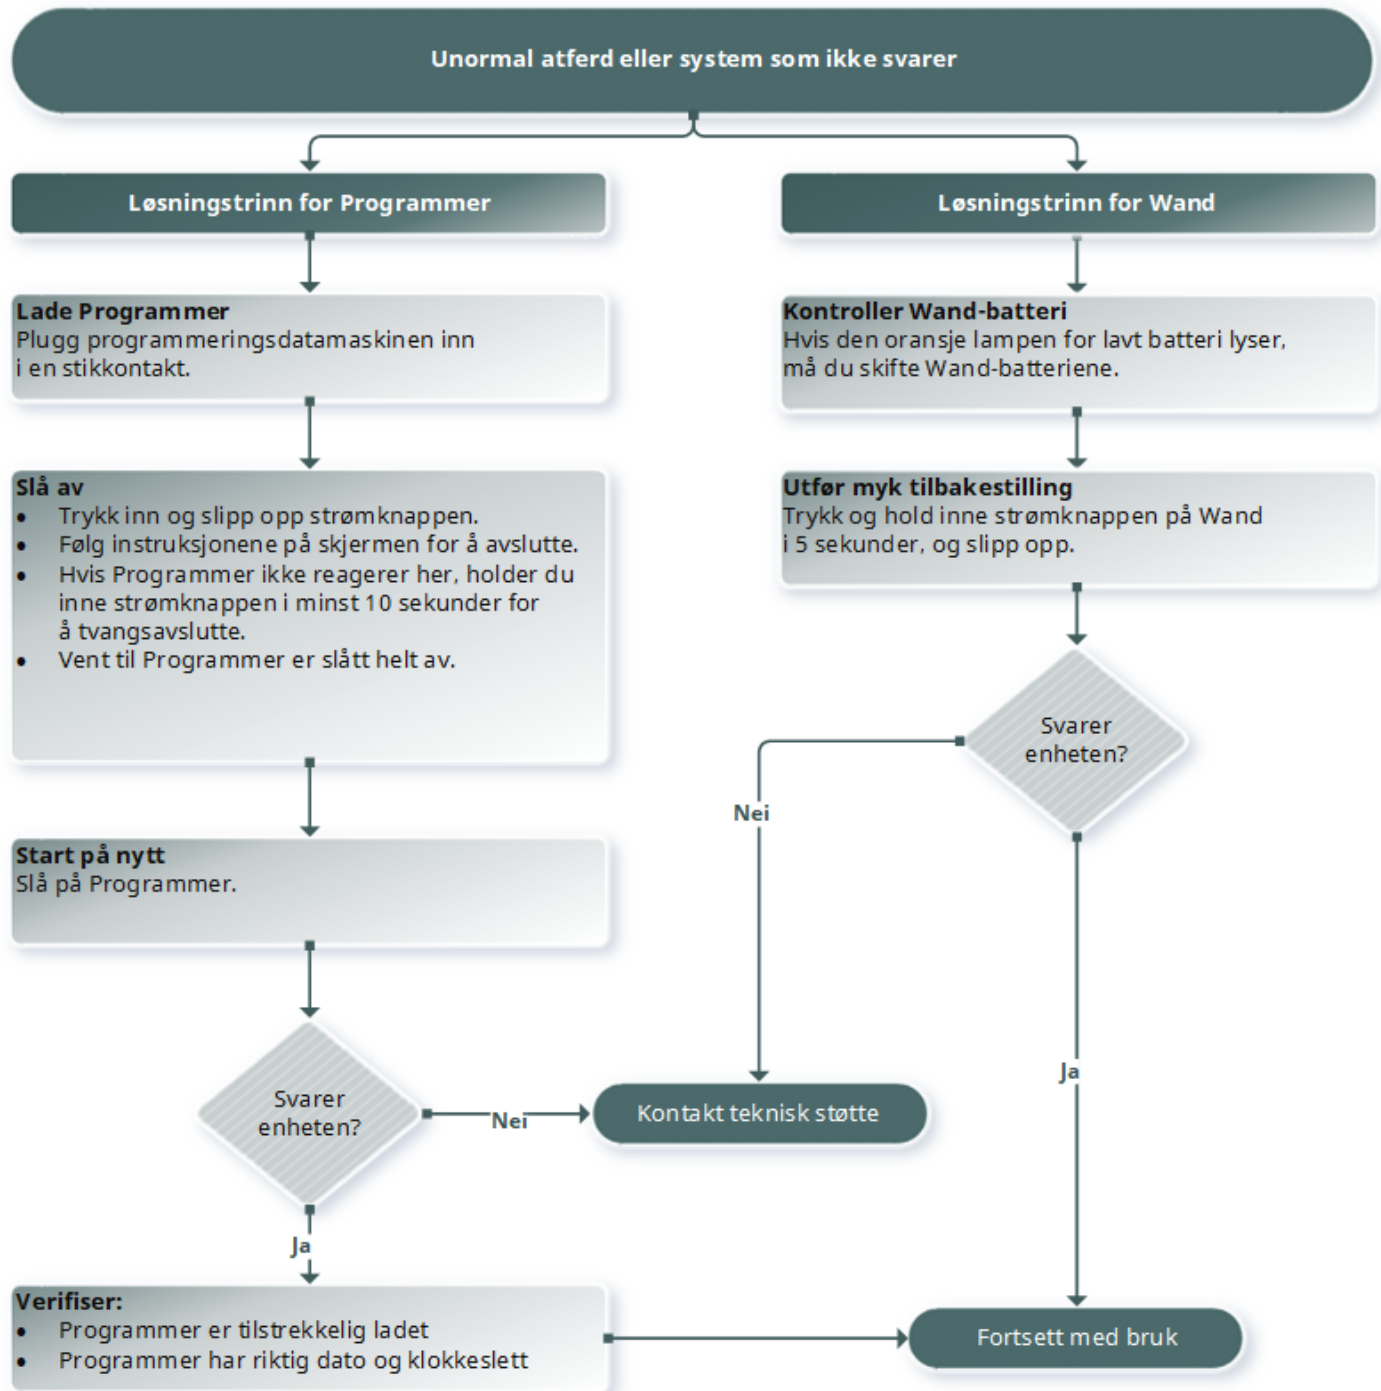 Unormal atferd eller system som ikke svarer
Løsningstrinn for Programmer
Lade Programmer
Plugg programmeringsdatamaskinen inn
i en stikkontakt.
Slå av
• Trykk inn og slipp opp strømknappen.
• Følg instruksjonene på skjermen for å avslutte.
• Hvis Programmer ikke reagerer her, holder du
inne strømknappen i minst 10 sekunder for
å tvangsavslutte.
• Vent til Programmer er slått helt av.
Start på nytt
Slå på Programmer.
Svarer
enheten?
Nei
Ja
Verifiser:
• Programmer er tilstrekkelig ladet
• Programmer har riktig dato og klokkeslett
Løsningstrinn for Wand
Kontroller Wand-batteri
Hvis den oransje lampen for lavt batteri lyser,
må du skifte Wand-batteriene.
Utfør myk tilbakestilling
Trykk og hold inne strømknappen på Wand
i 5 sekunder, og slipp opp.
Svarer
enheten?
Nei
Ja
Kontakt teknisk støtte
Fortsett med bruk